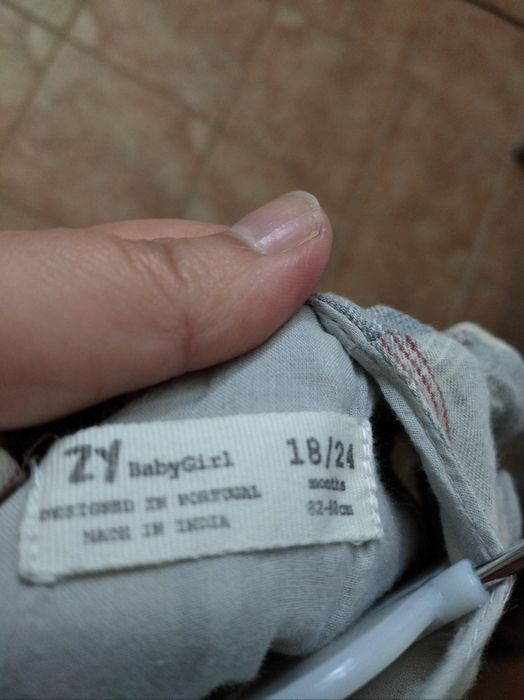 ZY BabyGirl
18/24
months
DESIGNED IN PORTUGAL
MADE IN INDIA